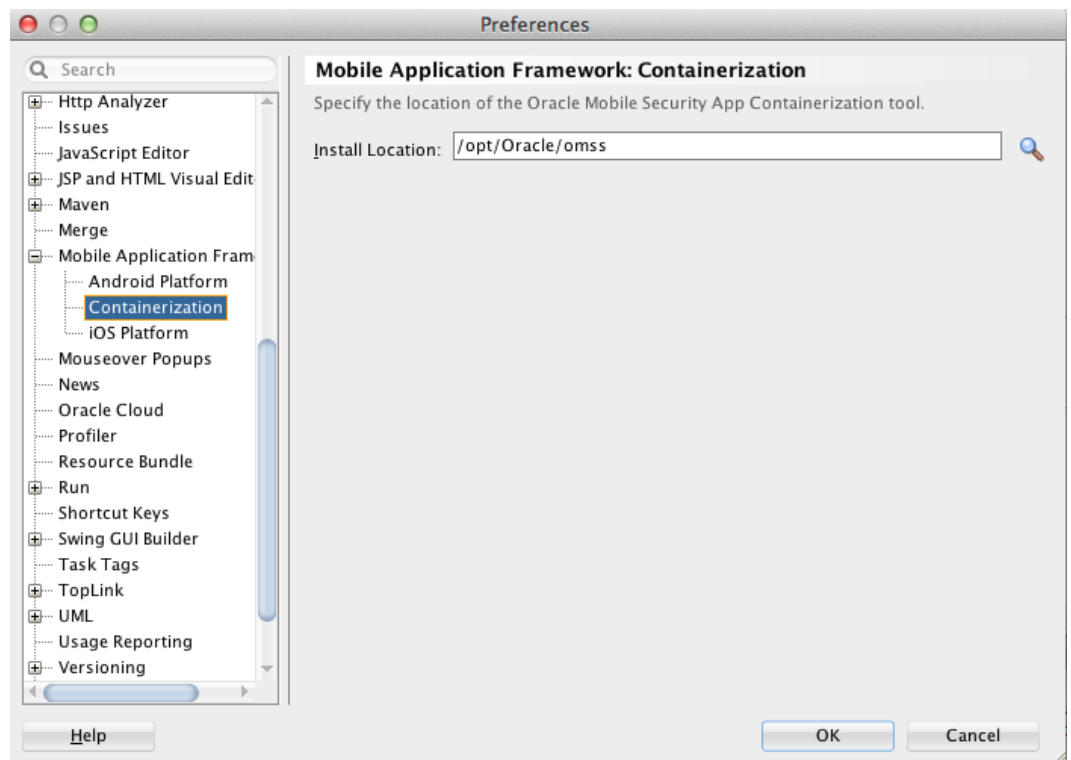 Preferences
Search
Http Analyzer
Issues
JavaScript Editor
JSP and HTML Visual Edit
Maven
Merge
Mobile Application Fram
Android Platform
Containerization
iOS Platform
Mouseover Popups
News
Oracle Cloud
Profiler
Resource Bundle
Run
Shortcut Keys
Swing GUI Builder
Task Tags
TopLink
UML
Usage Reporting
Versioning
Mobile Application Framework: Containerization
Specify the location of the Oracle Mobile Security App Containerization tool.
Install Location: /opt/Oracle/omss
Help
OK
Cancel